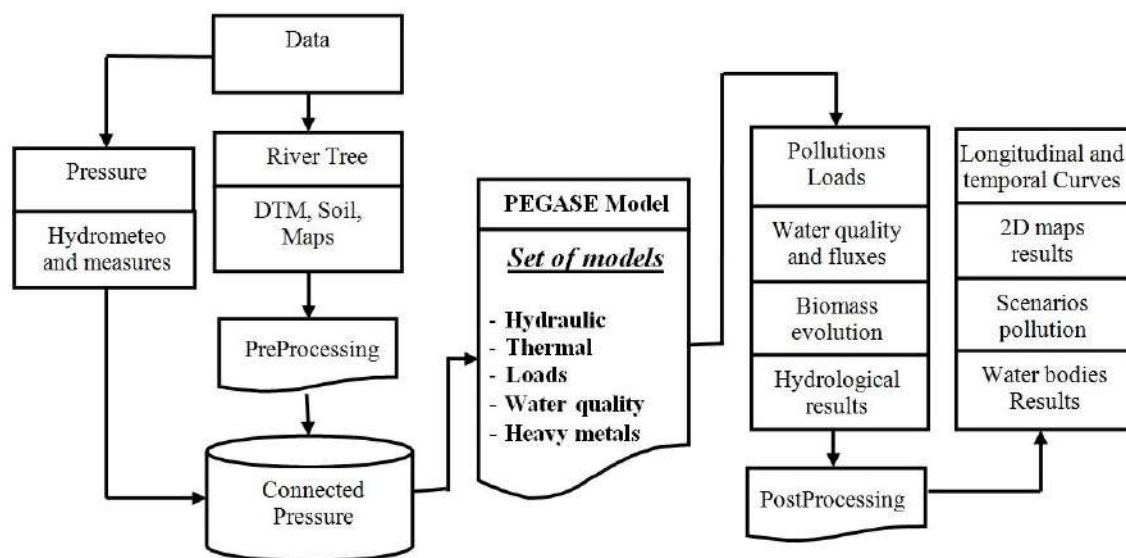 Data
Pressure
Hydrometeo
and measures
River Tree
DTM, Soil,
Maps
PreProcessing
Connected
Pressure
PEGASE Model
Set of models
- Hydraulic
- Thermal
- Loads
- Water quality
- Heavy metals
Pollutions
Loads
Water quality
and fluxes
Biomass
evolution
Hydrological
results
PostProcessing
Longitudinal and
temporal Curves
2D maps
results
Scenarios
pollution
Water bodies
Results